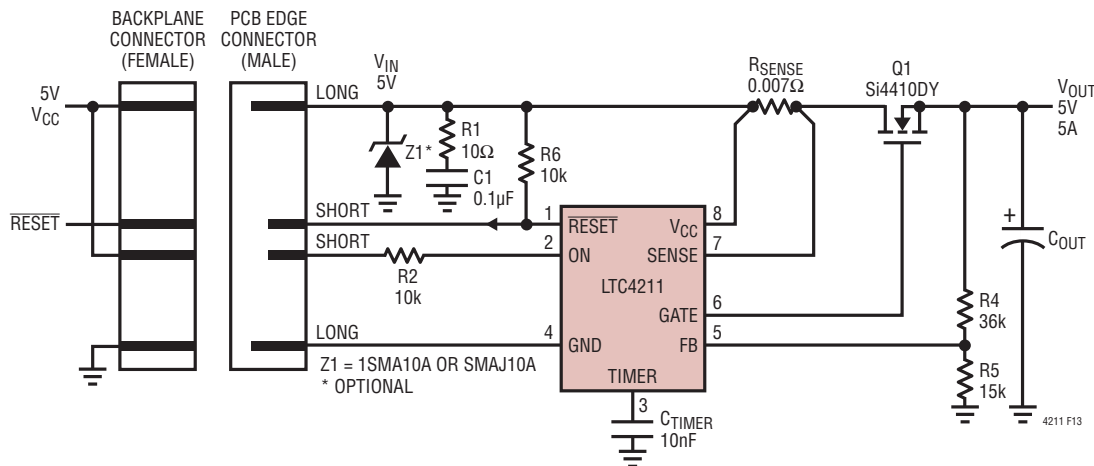 BACKPLANE
CONNECTOR
(FEMALE)
PCB EDGE
CONNECTOR
(MALE)
5V
VCC
RESET
LONG
VIN
5V
Z1*
R1
10Ω
C1
0.1µF
R6
10k
RSENSE
0.007Ω
Q1
Si4410DY
VOUT
5V
5A
SHORT
SHORT
R2
10k
LONG
1
2
4
RESET
ON
GND
LTC4211
VCC
SENSE
GATE
FB
TIMER
8
7
6
5
3
CTIMER
10nF
R4
36k
R5
15k
+
COUT
Z1 = 1SMA10A OR SMAJ10A
* OPTIONAL
4211 F13